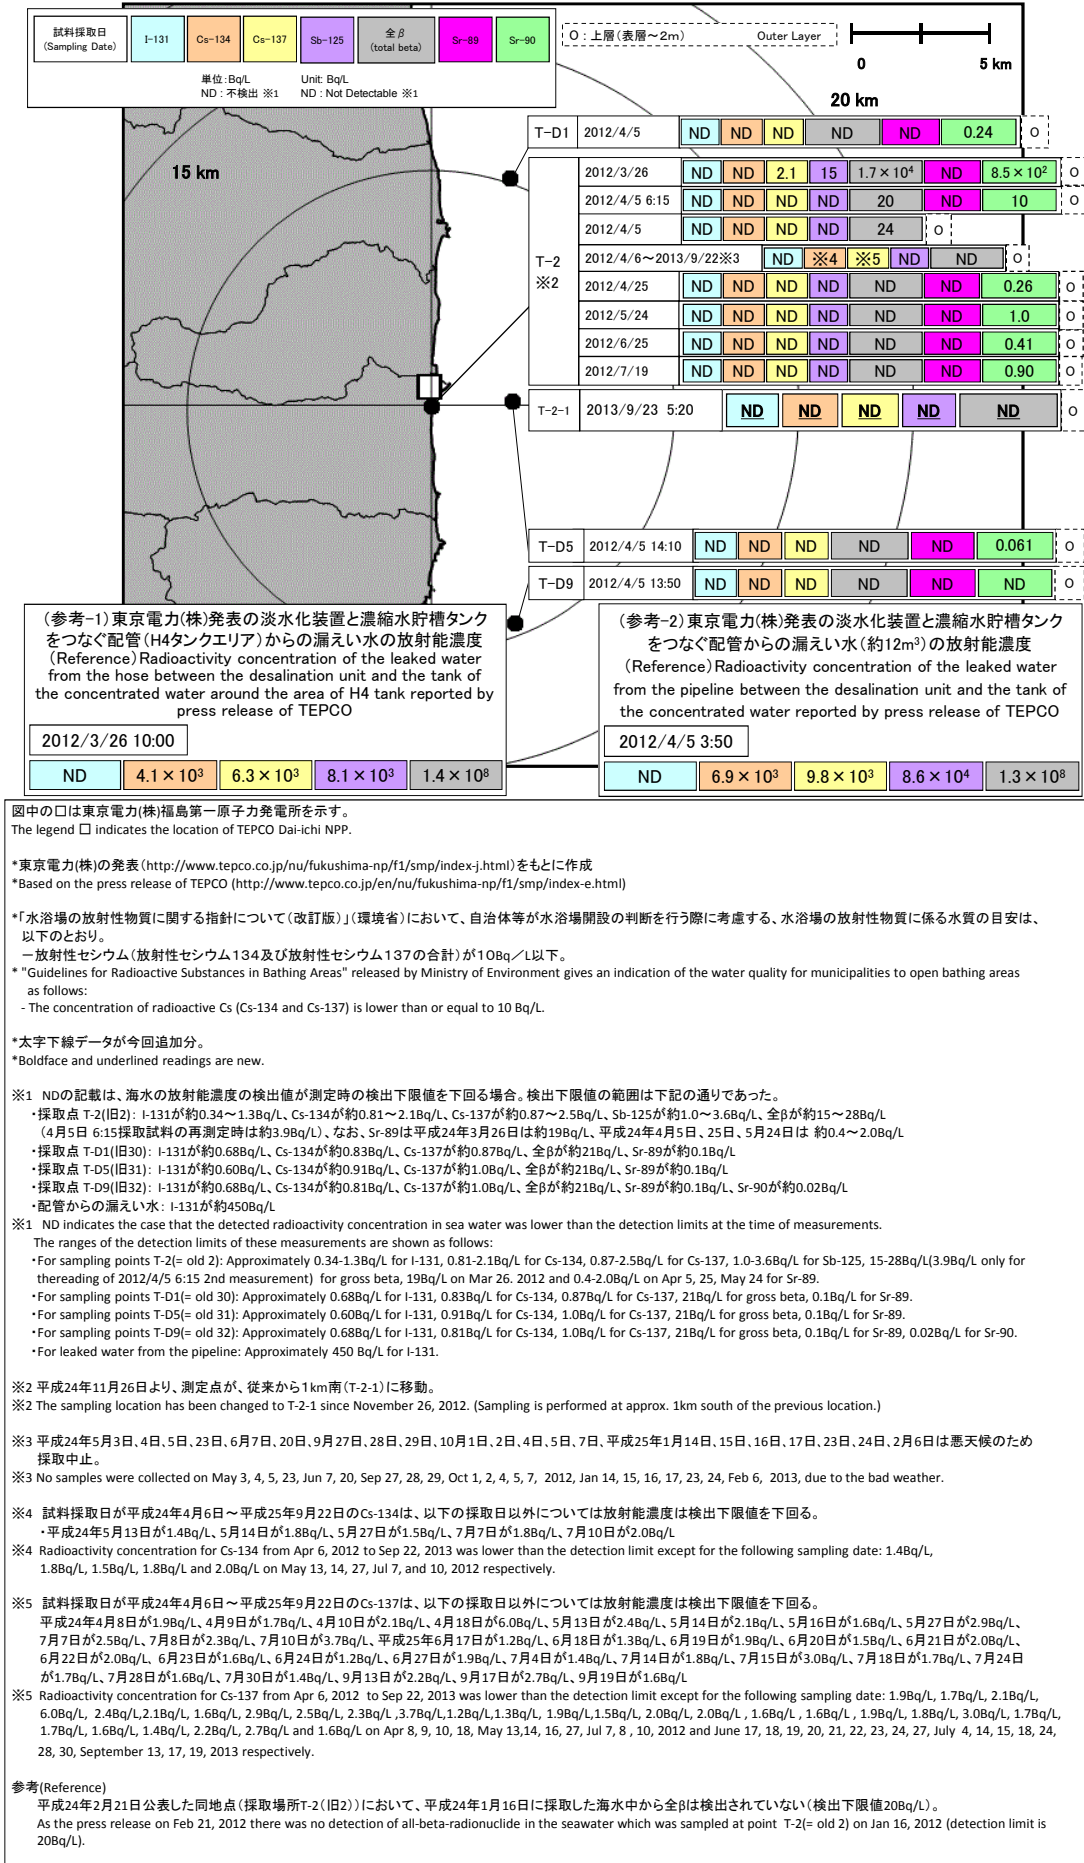 試料採取日
(Sampling Date)
I-131
Cs-134
Cs-137
Sb-125
全β
(total beta)
Sr-89
Sr-90
単位:Bq/L Unit: Bq/L
ND : 不検出 ※1 ND : Not Detectable ※1
O : 上層(表層～2m) Outer Layer
0 5 km
20 km
15 km
T-D1 2012/4/5 ND ND ND ND ND 0.24 O
T-2
※2
2012/3/26 ND ND 2.1 15 1.7 × 10⁴ ND 8.5 × 10² O
2012/4/5 6:15 ND ND ND ND 20 ND 10 O
2012/4/5 ND ND ND ND 24 O
2012/4/6～2013/9/22※3 ND ※4 ※5 ND ND O
2012/4/25 ND ND ND ND ND ND 0.26 O
2012/5/24 ND ND ND ND ND ND 1.0 O
2012/6/25 ND ND ND ND ND ND 0.41 O
2012/7/19 ND ND ND ND ND ND 0.90 O
T-2-1 2013/9/23 5:20 ND ND ND ND ND O
T-D5 2012/4/5 14:10 ND ND ND ND ND 0.061 O
T-D9 2012/4/5 13:50 ND ND ND ND ND ND O
(参考-1)東京電力(株)発表の淡水化装置と濃縮水貯槽タンク
をつなぐ配管(H4タンクエリア)からの漏えい水の放射能濃度
(Reference)Radioactivity concentration of the leaked water
from the hose between the desalination unit and the tank of
the concentrated water around the area of H4 tank reported by
press release of TEPCO
2012/3/26 10:00
ND 4.1 × 10³ 6.3 × 10³ 8.1 × 10³ 1.4 × 10⁸
(参考-2)東京電力(株)発表の淡水化装置と濃縮水貯槽タンク
をつなぐ配管からの漏えい水(約12m³)の放射能濃度
(Reference)Radioactivity concentration of the leaked water
from the pipeline between the desalination unit and the tank of
the concentrated water reported by press release of TEPCO
2012/4/5 3:50
ND 6.9 × 10³ 9.8 × 10³ 8.6 × 10⁴ 1.3 × 10⁸
図中の□は東京電力(株)福島第一原子力発電所を示す。
The legend □ indicates the location of TEPCO Dai-ichi NPP.
*東京電力(株)の発表(http://www.tepco.co.jp/nu/fukushima-np/f1/smp/index-j.html)をもとに作成
*Based on the press release of TEPCO (http://www.tepco.co.jp/en/nu/fukushima-np/f1/smp/index-e.html)
*「水浴場の放射性物質に関する指針について(改訂版)」(環境省)において、自治体等が水浴場開設の判断を行う際に考慮する、水浴場の放射性物質に係る水質の目安は、
以下のとおり。
－放射性セシウム(放射性セシウム134及び放射性セシウム137の合計)が10Bq／L以下。
* "Guidelines for Radioactive Substances in Bathing Areas" released by Ministry of Environment gives an indication of the water quality for municipalities to open bathing areas
as follows:
- The concentration of radioactive Cs (Cs-134 and Cs-137) is lower than or equal to 10 Bq/L.
*太字下線データが今回追加分。
*Boldface and underlined readings are new.
※1 NDの記載は、海水の放射能濃度の検出値が測定時の検出下限値を下回る場合。検出下限値の範囲は下記の通りであった。
・採取点 T-2(旧2): I-131が約0.34～1.3Bq/L、Cs-134が約0.81～2.1Bq/L、Cs-137が約0.87～2.5Bq/L、Sb-125が約1.0～3.6Bq/L、全βが約15～28Bq/L
(4月5日 6:15採取試料の再測定時は約3.9Bq/L)、なお、Sr-89は平成24年3月26日は約19Bq/L、平成24年4月5日、25日、5月24日は 約0.4～2.0Bq/L
・採取点 T-D1(旧30): I-131が約0.68Bq/L、Cs-134が約0.83Bq/L、Cs-137が約0.87Bq/L、全βが約21Bq/L、Sr-89が約0.1Bq/L
・採取点 T-D5(旧31): I-131が約0.60Bq/L、Cs-134が約0.91Bq/L、Cs-137が約1.0Bq/L、全βが約21Bq/L、Sr-89が約0.1Bq/L
・採取点 T-D9(旧32): I-131が約0.68Bq/L、Cs-134が約0.81Bq/L、Cs-137が約1.0Bq/L、全βが約21Bq/L、Sr-89が約0.1Bq/L、Sr-90が約0.02Bq/L
・配管からの漏えい水: I-131が約450Bq/L
※1 ND indicates the case that the detected radioactivity concentration in sea water was lower than the detection limits at the time of measurements.
The ranges of the detection limits of these measurements are shown as follows:
・For sampling points T-2(= old 2): Approximately 0.34-1.3Bq/L for I-131, 0.81-2.1Bq/L for Cs-134, 0.87-2.5Bq/L for Cs-137, 1.0-3.6Bq/L for Sb-125, 15-28Bq/L(3.9Bq/L only for
thereading of 2012/4/5 6:15 2nd measurement) for gross beta, 19Bq/L on Mar 26. 2012 and 0.4-2.0Bq/L on Apr 5, 25, May 24 for Sr-89.
・For sampling points T-D1(= old 30): Approximately 0.68Bq/L for I-131, 0.83Bq/L for Cs-134, 0.87Bq/L for Cs-137, 21Bq/L for gross beta, 0.1Bq/L for Sr-89.
・For sampling points T-D5(= old 31): Approximately 0.60Bq/L for I-131, 0.91Bq/L for Cs-134, 1.0Bq/L for Cs-137, 21Bq/L for gross beta, 0.1Bq/L for Sr-89.
・For sampling points T-D9(= old 32): Approximately 0.68Bq/L for I-131, 0.81Bq/L for Cs-134, 1.0Bq/L for Cs-137, 21Bq/L for gross beta, 0.1Bq/L for Sr-89, 0.02Bq/L for Sr-90.
・For leaked water from the pipeline: Approximately 450 Bq/L for I-131.
※2 平成24年11月26日より、測定点が、従来から1km南(T-2-1)に移動。
※2 The sampling location has been changed to T-2-1 since November 26, 2012. (Sampling is performed at approx. 1km south of the previous location.)
※3 平成24年5月3日、4日、5日、23日、6月7日、20日、9月27日、28日、29日、10月1日、2日、4日、5日、7日、平成25年1月14日、15日、16日、17日、23日、24日、2月6日は悪天候のため
採取中止。
※3 No samples were collected on May 3, 4, 5, 23, Jun 7, 20, Sep 27, 28, 29, Oct 1, 2, 4, 5, 7, 2012, Jan 14, 15, 16, 17, 23, 24, Feb 6, 2013, due to the bad weather.
※4 試料採取日が平成24年4月6日～平成25年9月22日のCs-134は、以下の採取日以外については放射能濃度は検出下限値を下回る。
・平成24年5月13日が1.4Bq/L、5月14日が1.8Bq/L、5月27日が1.5Bq/L、7月7日が1.8Bq/L、7月10日が2.0Bq/L
※4 Radioactivity concentration for Cs-134 from Apr 6, 2012 to Sep 22, 2013 was lower than the detection limit except for the following sampling date: 1.4Bq/L,
1.8Bq/L, 1.5Bq/L, 1.8Bq/L and 2.0Bq/L on May 13, 14, 27, Jul 7, and 10, 2012 respectively.
※5 試料採取日が平成24年4月6日～平成25年9月22日のCs-137は、以下の採取日以外については放射能濃度は検出下限値を下回る。
平成24年4月8日が1.9Bq/L、4月9日が1.7Bq/L、4月10日が2.1Bq/L、4月18日が6.0Bq/L、5月13日が2.4Bq/L、5月14日が2.1Bq/L、5月16日が1.6Bq/L、5月27日が2.9Bq/L、
7月7日が2.5Bq/L、7月8日が2.3Bq/L、7月10日が3.7Bq/L、平成25年6月17日が1.2Bq/L、6月18日が1.3Bq/L、6月19日が1.9Bq/L、6月20日が1.5Bq/L、6月21日が2.0Bq/L、
6月22日が2.0Bq/L、6月23日が1.6Bq/L、6月24日が1.2Bq/L、6月27日が1.9Bq/L、7月4日が1.4Bq/L、7月14日が1.8Bq/L、7月15日が3.0Bq/L、7月18日が1.7Bq/L、7月24日
が1.7Bq/L、7月28日が1.6Bq/L、7月30日が1.4Bq/L、9月13日が2.2Bq/L、9月17日が2.7Bq/L、9月19日が1.6Bq/L
※5 Radioactivity concentration for Cs-137 from Apr 6, 2012 to Sep 22, 2013 was lower than the detection limit except for the following sampling date: 1.9Bq/L, 1.7Bq/L, 2.1Bq/L,
6.0Bq/L, 2.4Bq/L,2.1Bq/L, 1.6Bq/L, 2.9Bq/L, 2.5Bq/L, 2.3Bq/L ,3.7Bq/L,1.2Bq/L,1.3Bq/L, 1.9Bq/L,1.5Bq/L, 2.0Bq/L, 2.0Bq/L , 1.6Bq/L , 1.6Bq/L , 1.9Bq/L, 1.8Bq/L, 3.0Bq/L, 1.7Bq/L,
1.7Bq/L, 1.6Bq/L, 1.4Bq/L, 2.2Bq/L, 2.7Bq/L and 1.6Bq/L on Apr 8, 9, 10, 18, May 13,14, 16, 27, Jul 7, 8 , 10, 2012 and June 17, 18, 19, 20, 21, 22, 23, 24, 27, July 4, 14, 15, 18, 24,
28, 30, September 13, 17, 19, 2013 respectively.
参考(Reference)
平成24年2月21日公表した同地点(採取場所T-2(旧2))において、平成24年1月16日に採取した海水中から全βは検出されていない(検出下限値20Bq/L)。
As the press release on Feb 21, 2012 there was no detection of all-beta-radionuclide in the seawater which was sampled at point T-2(= old 2) on Jan 16, 2012 (detection limit is
20Bq/L).